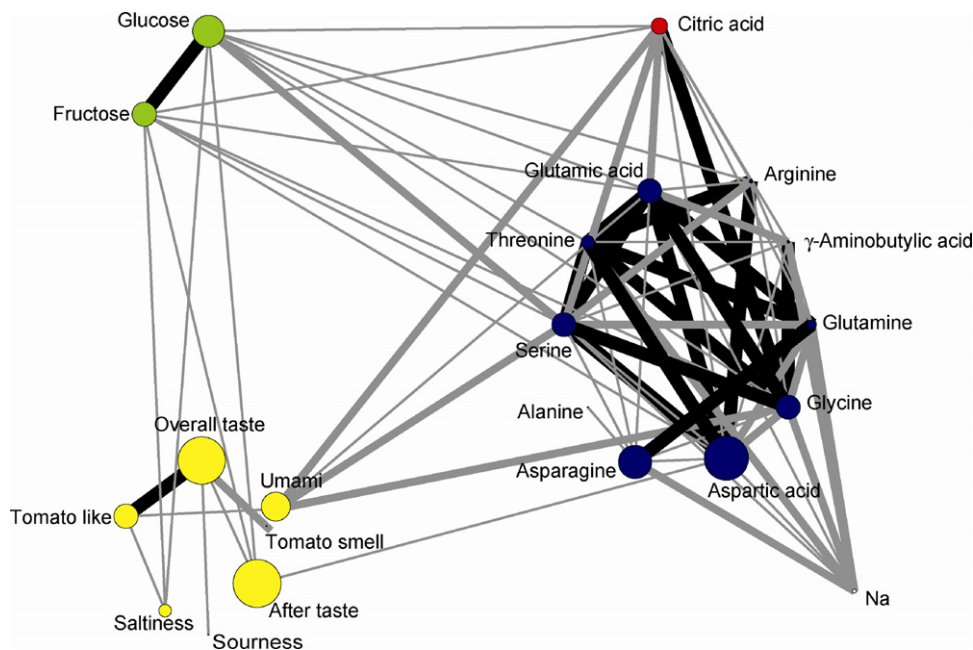 Glucose
Citric acid
Fructose
Glutamic acid
Arginine
Threonine
γ-Aminobutylic acid
Glutamine
Serine
Glycine
Alanine
Overall taste
Asparagine
Umami
Aspartic acid
Tomato like
Tomato smell
Na
After taste
Saltiness
Sourness